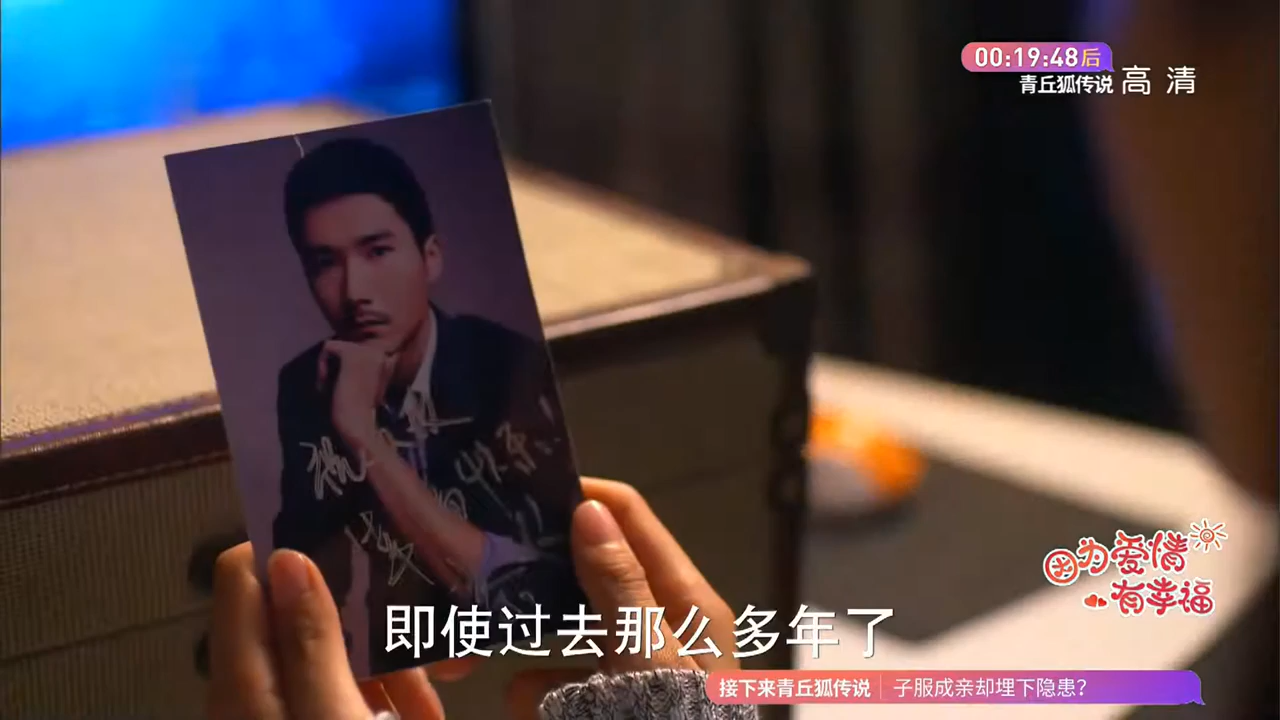 00:19:48后
青丘狐传说 高清
因为爱情
有幸福
即使过去那么多年了
接下来青丘狐传说 子服成亲却埋下隐患?